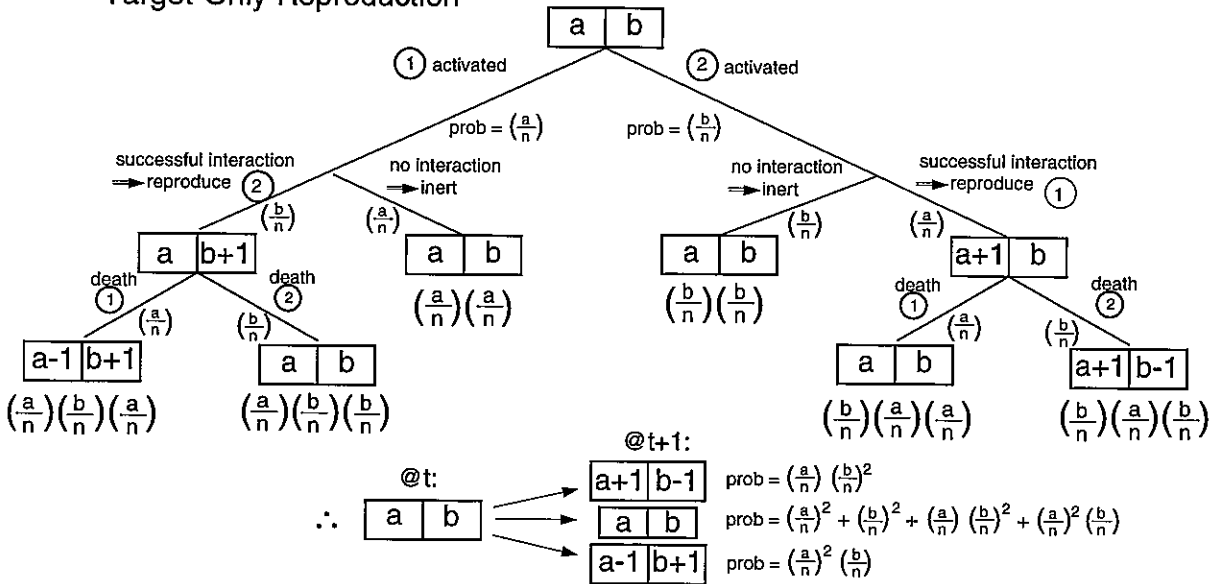 Target-Only Reproduction
a b
1 activated
2 activated
prob = (a/n)
prob = (b/n)
successful interaction
⇒ reproduce 2
no interaction
⇒ inert
no interaction
⇒ inert
successful interaction
⇒ reproduce 1
(b/n)
(a/n)
(b/n)
(a/n)
a b+1
a b
a b
a+1 b
death
1
death
2
(a/n)(a/n)
(b/n)(b/n)
death
1
death
2
(a/n)
(b/n)
(a/n)
(b/n)
a-1 b+1
a b
a b
a+1 b-1
(a/n)(b/n)(a/n)
(a/n)(b/n)(b/n)
(b/n)(a/n)(a/n)
(b/n)(a/n)(b/n)
@t+1:
@t:
a+1 b-1 prob = (a/n) (b/n)²
∴ a b
a b prob = (a/n)² + (b/n)² + (a/n) (b/n)² + (a/n)² (b/n)
a-1 b+1 prob = (a/n)² (b/n)